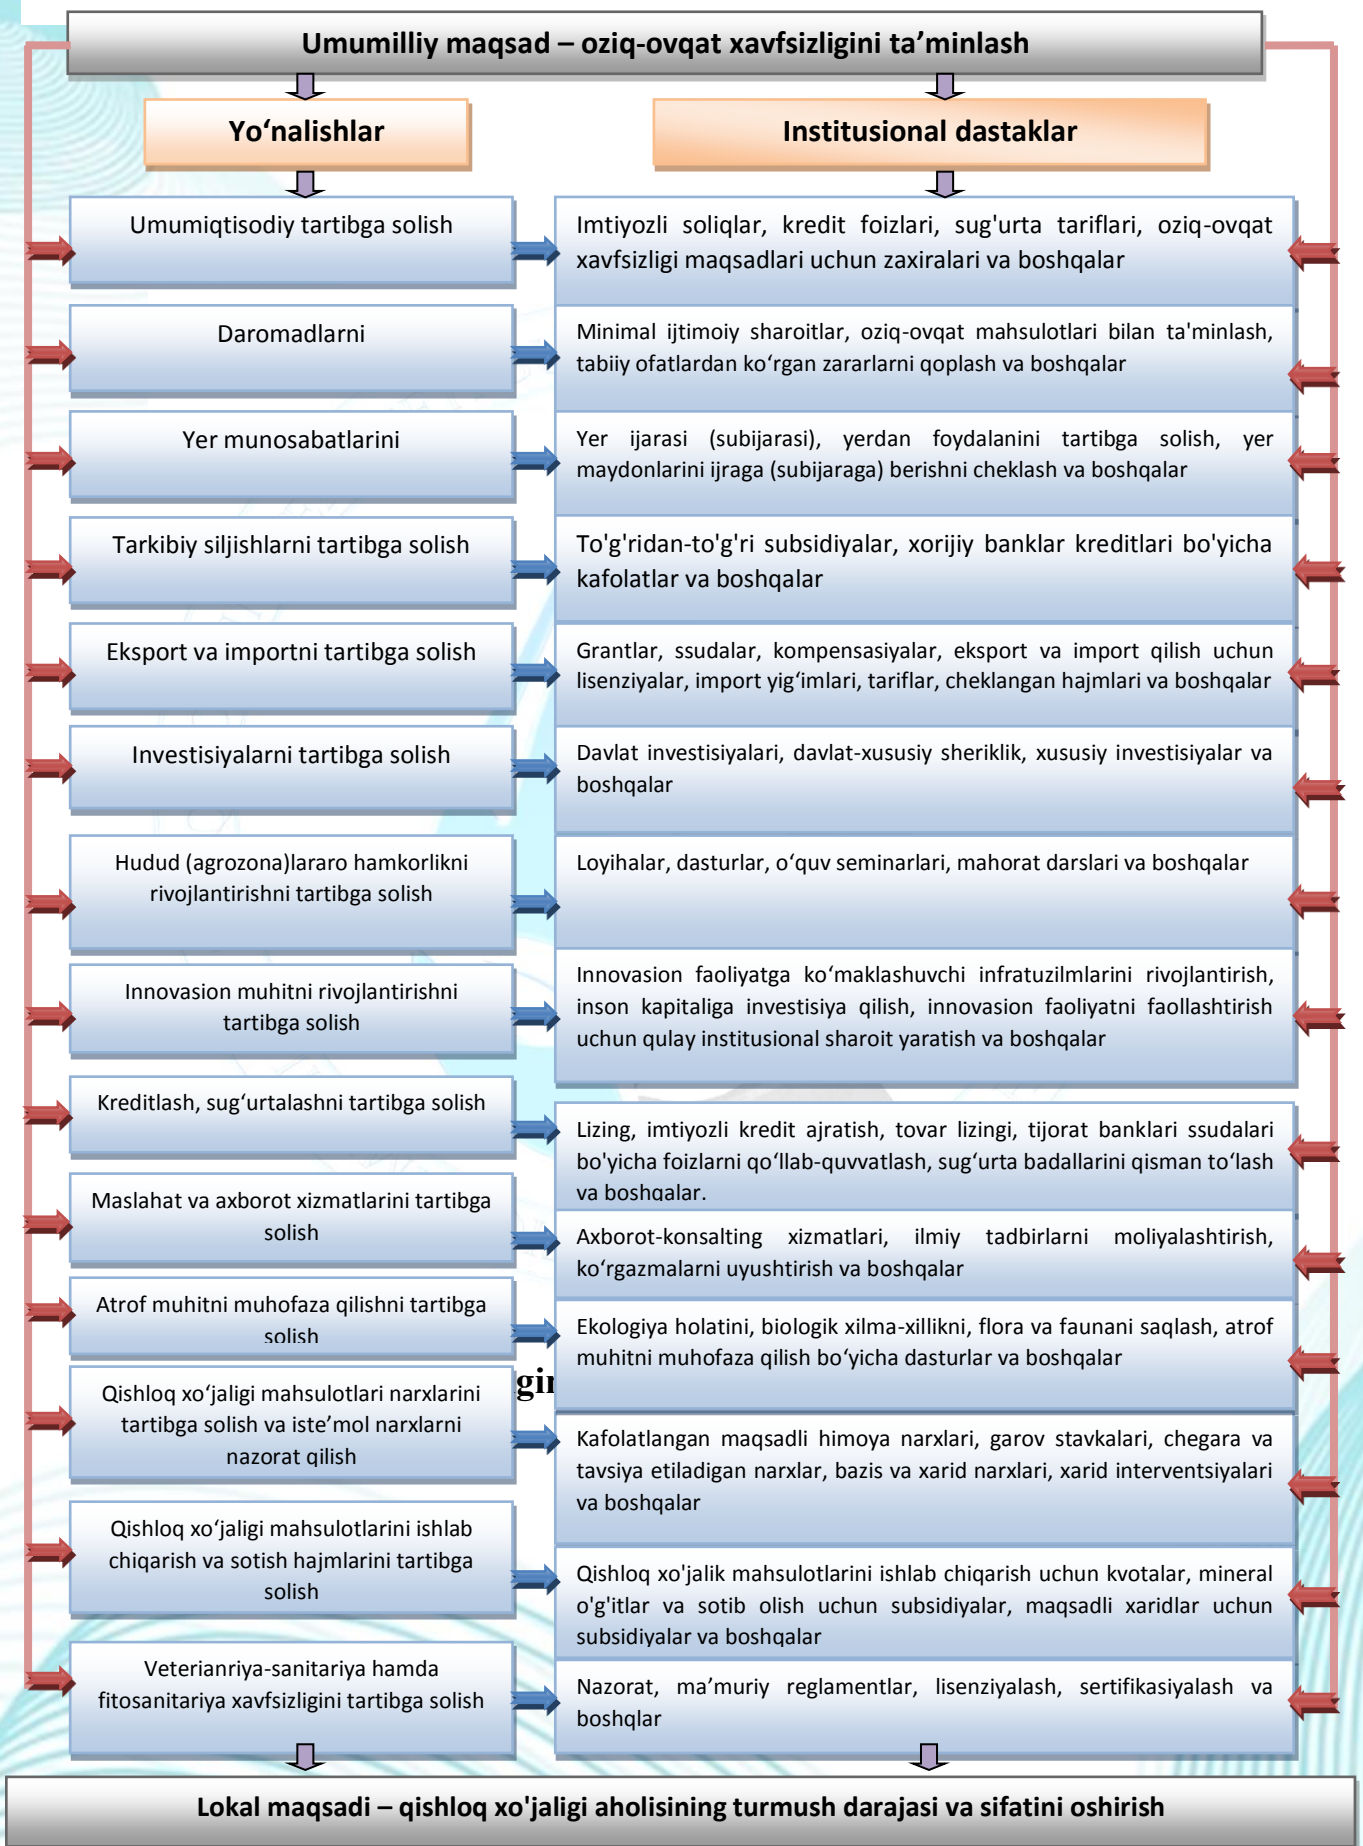 Umumilliy maqsad – oziq-ovqat xavfsizligini ta’minlash
Yo‘nalishlar
Institusional dastaklar
Umumiqtisodiy tartibga solish
Imtiyozli soliqlar, kredit foizlari, sug'urta tariflari, oziq-ovqat
xavfsizligi maqsadlari uchun zaxiralari va boshqalar
Daromadlarni
Minimal ijtimoiy sharoitlar, oziq-ovqat mahsulotlari bilan ta'minlash,
tabiiy ofatlardan ko‘rgan zararlarni qoplash va boshqalar
Yer munosabatlarini
Yer ijarasi (subijarasi), yerdan foydalanini tartibga solish, yer
maydonlarini ijraga (subijaraga) berishni cheklash va boshqalar
Tarkibiy siljishlarni tartibga solish
To'g'ridan-to'g'ri subsidiyalar, xorijiy banklar kreditlari bo'yicha
kafolatlar va boshqalar
Eksport va importni tartibga solish
Grantlar, ssudalar, kompensasiyalar, eksport va import qilish uchun
lisenziyalar, import yig‘imlari, tariflar, cheklangan hajmlari va boshqalar
Investisiyalarni tartibga solish
Davlat investisiyalari, davlat-xususiy sheriklik, xususiy investisiyalar va
boshqalar
Hudud (agrozona)lararo hamkorlikni
rivojlantirishni tartibga solish
Loyihalar, dasturlar, o‘quv seminarlari, mahorat darslari va boshqalar
Innovasion muhitni rivojlantirishni
tartibga solish
Innovasion faoliyatga ko‘maklashuvchi infratuzilmlarini rivojlantirish,
inson kapitaliga investisiya qilish, innovasion faoliyatni faollashtirish
uchun qulay institusional sharoit yaratish va boshqalar
Kreditlash, sug‘urtalashni tartibga solish
Lizing, imtiyozli kredit ajratish, tovar lizingi, tijorat banklari ssudalari
bo'yicha foizlarni qo‘llab-quvvatlash, sug‘urta badallarini qisman to‘lash
va boshqalar.
Maslahat va axborot xizmatlarini tartibga
solish
Axborot-konsalting xizmatlari, ilmiy tadbirlarni moliyalashtirish,
ko‘rgazmalarni uyushtirish va boshqalar
Atrof muhitni muhofaza qilishni tartibga
solish
Ekologiya holatini, biologik xilma-xillikni, flora va faunani saqlash, atrof
muhitni muhofaza qilish bo‘yicha dasturlar va boshqalar
Qishloq xo‘jaligi mahsulotlari narxlarini
tartibga solish va iste’mol narxlarni
nazorat qilish
Kafolatlangan maqsadli himoya narxlari, garov stavkalari, chegara va
tavsiya etiladigan narxlar, bazis va xarid narxlari, xarid interventsiyalari
va boshqalar
Qishloq xo‘jaligi mahsulotlarini ishlab
chiqarish va sotish hajmlarini tartibga
solish
Qishloq xo'jalik mahsulotlarini ishlab chiqarish uchun kvotalar, mineral
o'g'itlar va sotib olish uchun subsidiyalar, maqsadli xaridlar uchun
subsidiyalar va boshqalar
Veterianriya-sanitariya hamda
fitosanitariya xavfsizligini tartibga solish
Nazorat, ma’muriy reglamentlar, lisenziyalash, sertifikasiyalash va
boshqlar
Lokal maqsadi – qishloq xo'jaligi aholisining turmush darajasi va sifatini oshirish